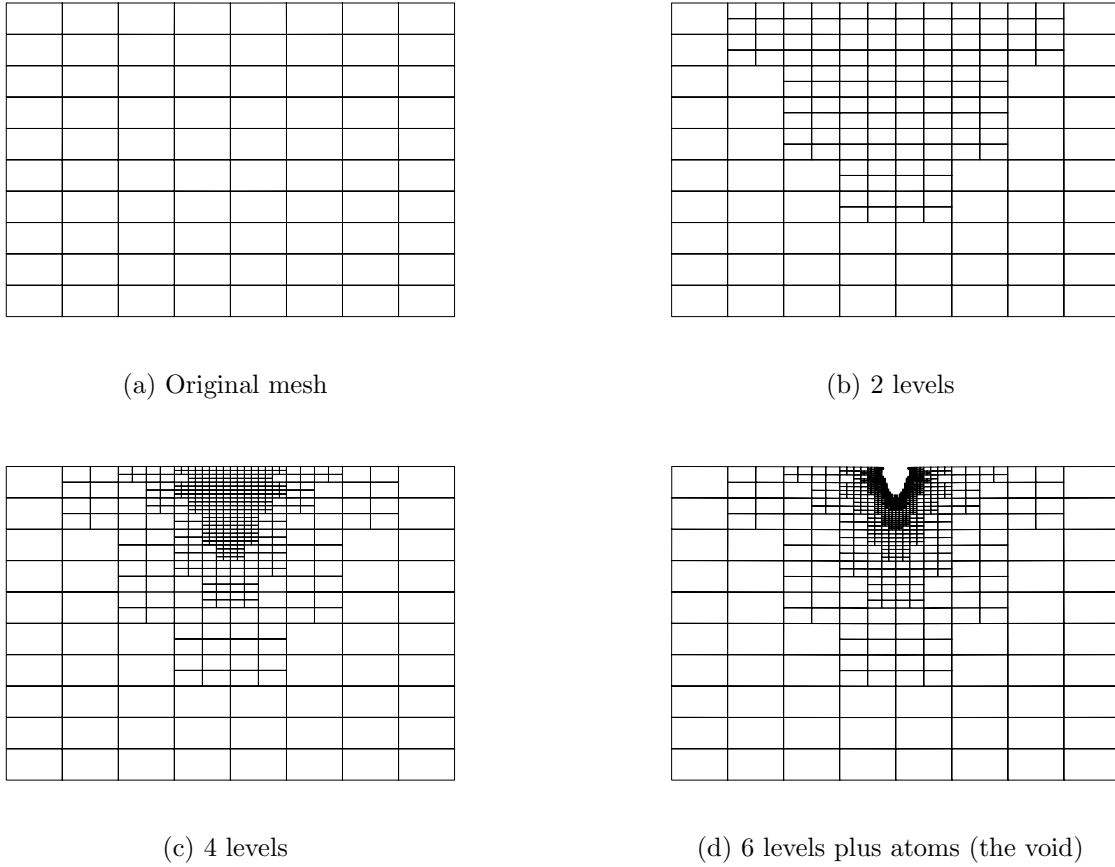 (a) Original mesh
(b) 2 levels
(c) 4 levels
(d) 6 levels plus atoms (the void)